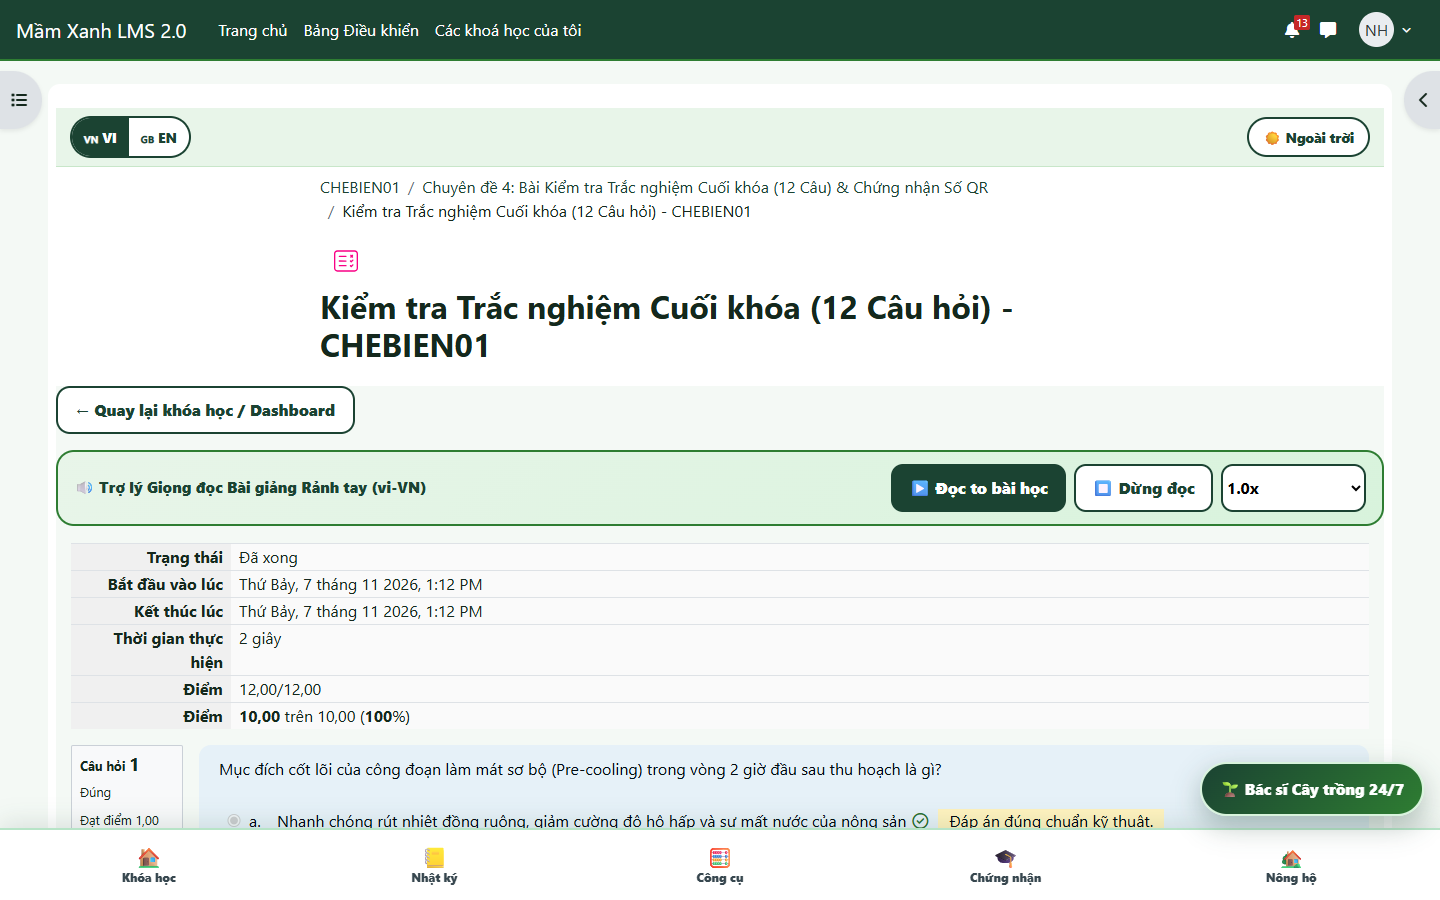 Mầm Xanh LMS 2.0
Trang chủ
Bảng Điều khiển
Các khoá học của tôi
13
NH
VN VI
GB EN
Ngoài trời
CHEBIEN01 / Chuyên đề 4: Bài Kiểm tra Trắc nghiệm Cuối khóa (12 Câu) & Chứng nhận Số QR
/ Kiểm tra Trắc nghiệm Cuối khóa (12 Câu hỏi) - CHEBIEN01
Kiểm tra Trắc nghiệm Cuối khóa (12 Câu hỏi) -
CHEBIEN01
← Quay lại khóa học / Dashboard
Trợ lý Giọng đọc Bài giảng Rảnh tay (vi-VN)
Đọc to bài học
Dừng đọc
1.0x
Trạng thái Đã xong
Bắt đầu vào lúc Thứ Bảy, 7 tháng 11 2026, 1:12 PM
Kết thúc lúc Thứ Bảy, 7 tháng 11 2026, 1:12 PM
Thời gian thực
hiện
2 giây
Điểm 12,00/12,00
Điểm 10,00 trên 10,00 (100%)
Câu hỏi 1
Đúng
Đạt điểm 1,00
Mục đích cốt lõi của công đoạn làm mát sơ bộ (Pre-cooling) trong vòng 2 giờ đầu sau thu hoạch là gì?
a. Nhanh chóng rút nhiệt đồng ruộng, giảm cường độ hô hấp và sự mất nước của nông sản
Đáp án đúng chuẩn kỹ thuật.
Bác sĩ Cây trồng 24/7
Khóa học
Nhật ký
Công cụ
Chứng nhận
Nông hộ